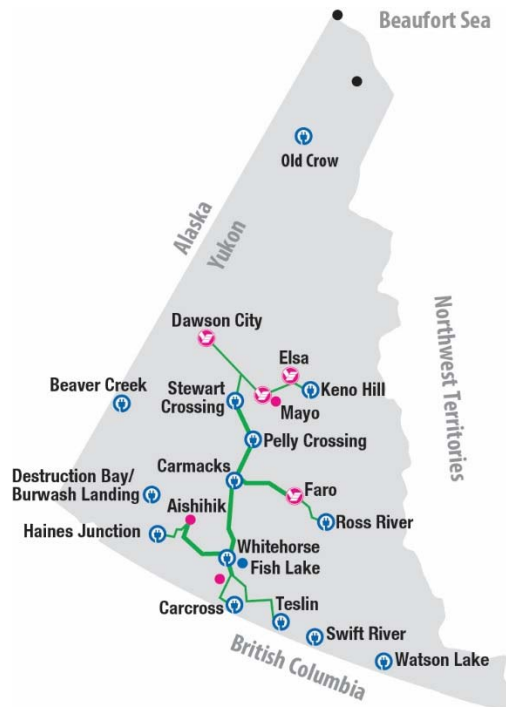 Beaufort Sea
Old Crow
Alaska
Yukon
Northwest Territories
Dawson City
Elsa
Beaver Creek
Stewart
Crossing
Keno Hill
Mayo
Pelly Crossing
Destruction Bay/
Burwash Landing
Carmacks
Aishihik
Faro
Haines Junction
Ross River
Whitehorse
Fish Lake
Carcross
Teslin
Swift River
British Columbia
Watson Lake